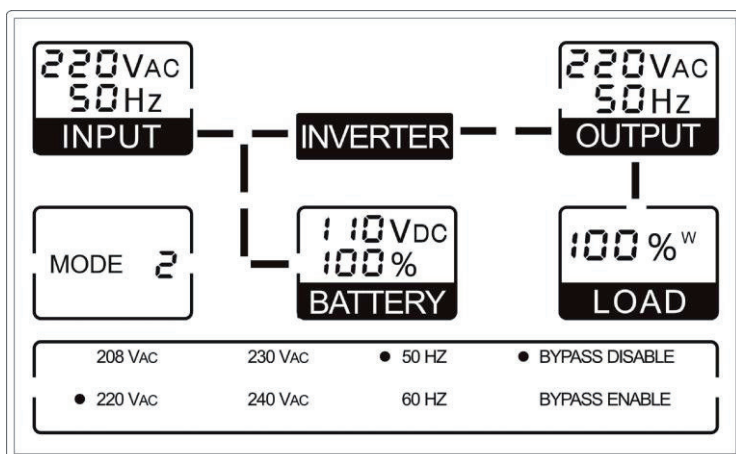 220VAC
50Hz
INPUT
INVERTER
220VAC
50Hz
OUTPUT
MODE 2
110VDC
100%
BATTERY
100%W
LOAD
208 VAC 230 VAC ● 50 HZ ● BYPASS DISABLE
● 220 VAC 240 VAC 60 HZ BYPASS ENABLE